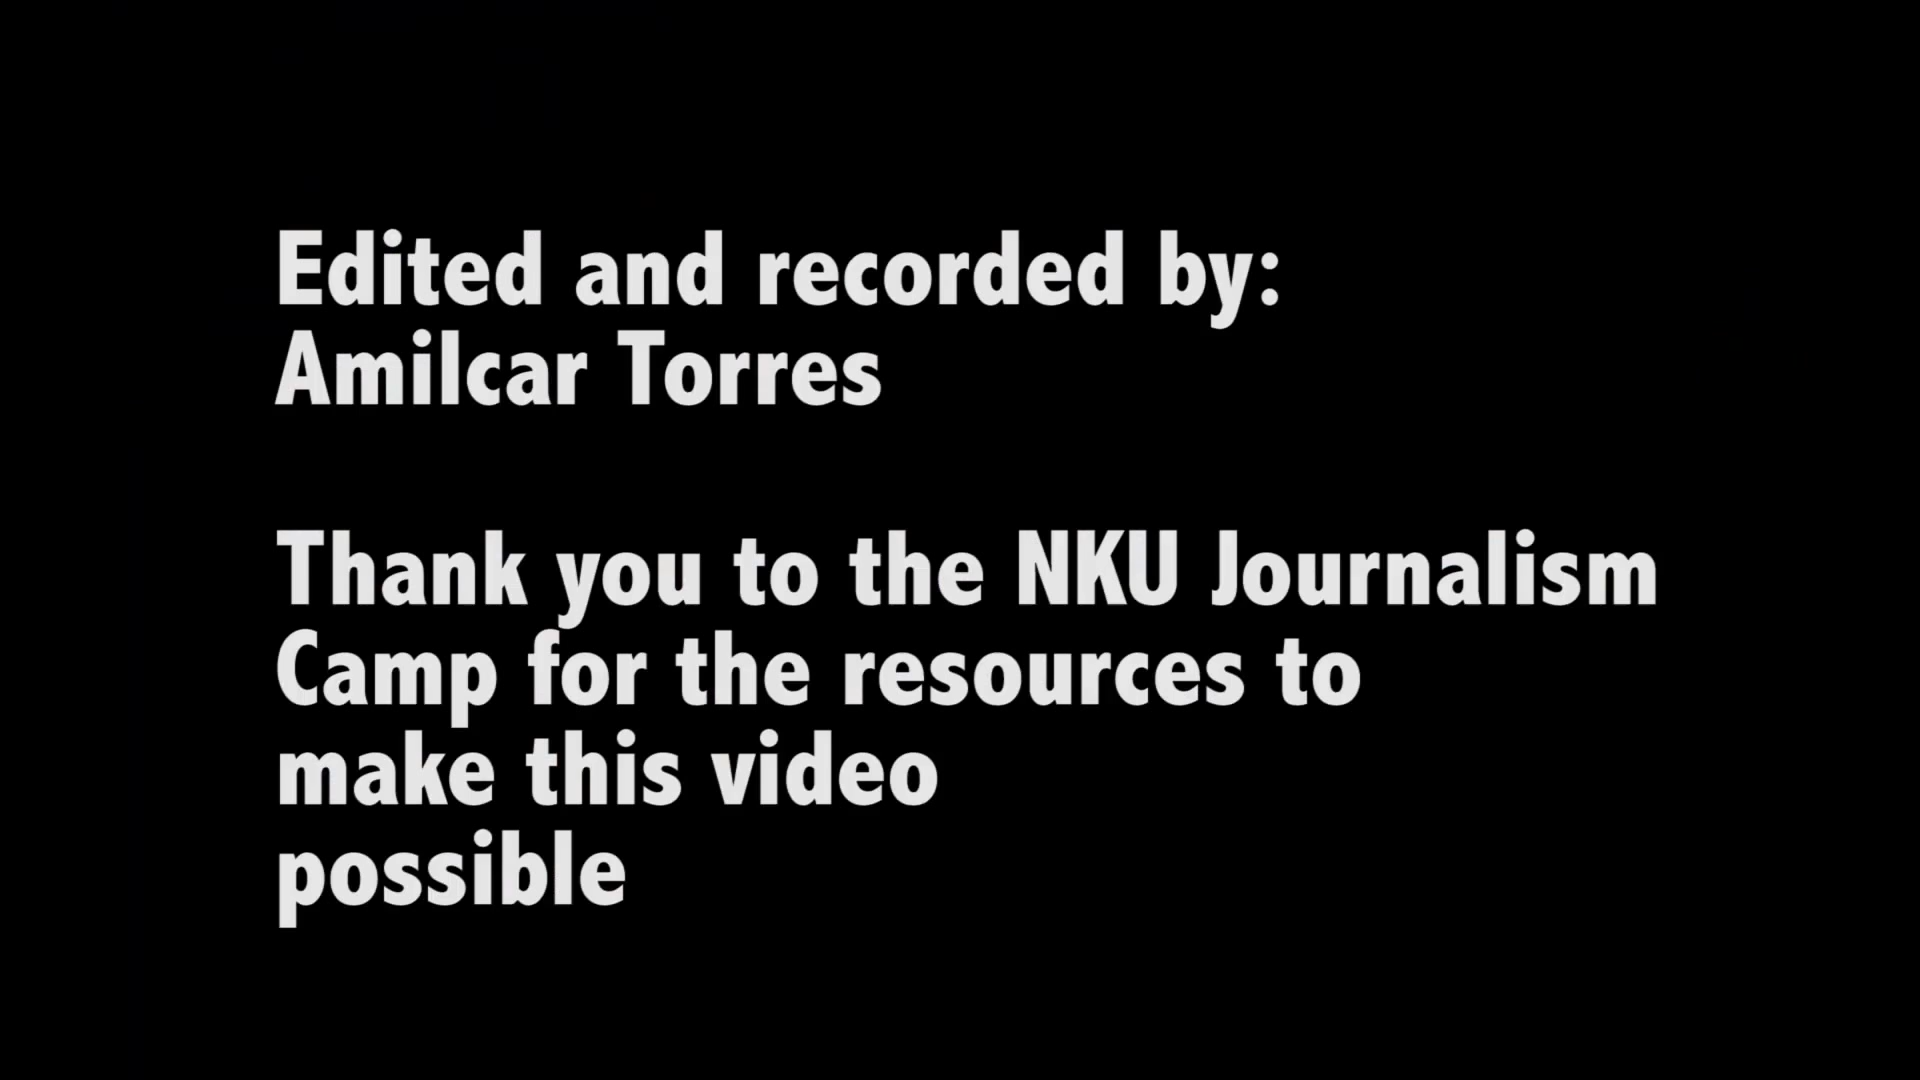 Edited and recorded by:
Amilcar Torres
Thank you to the NKU Journalism
Camp for the resources to
make this video
possible